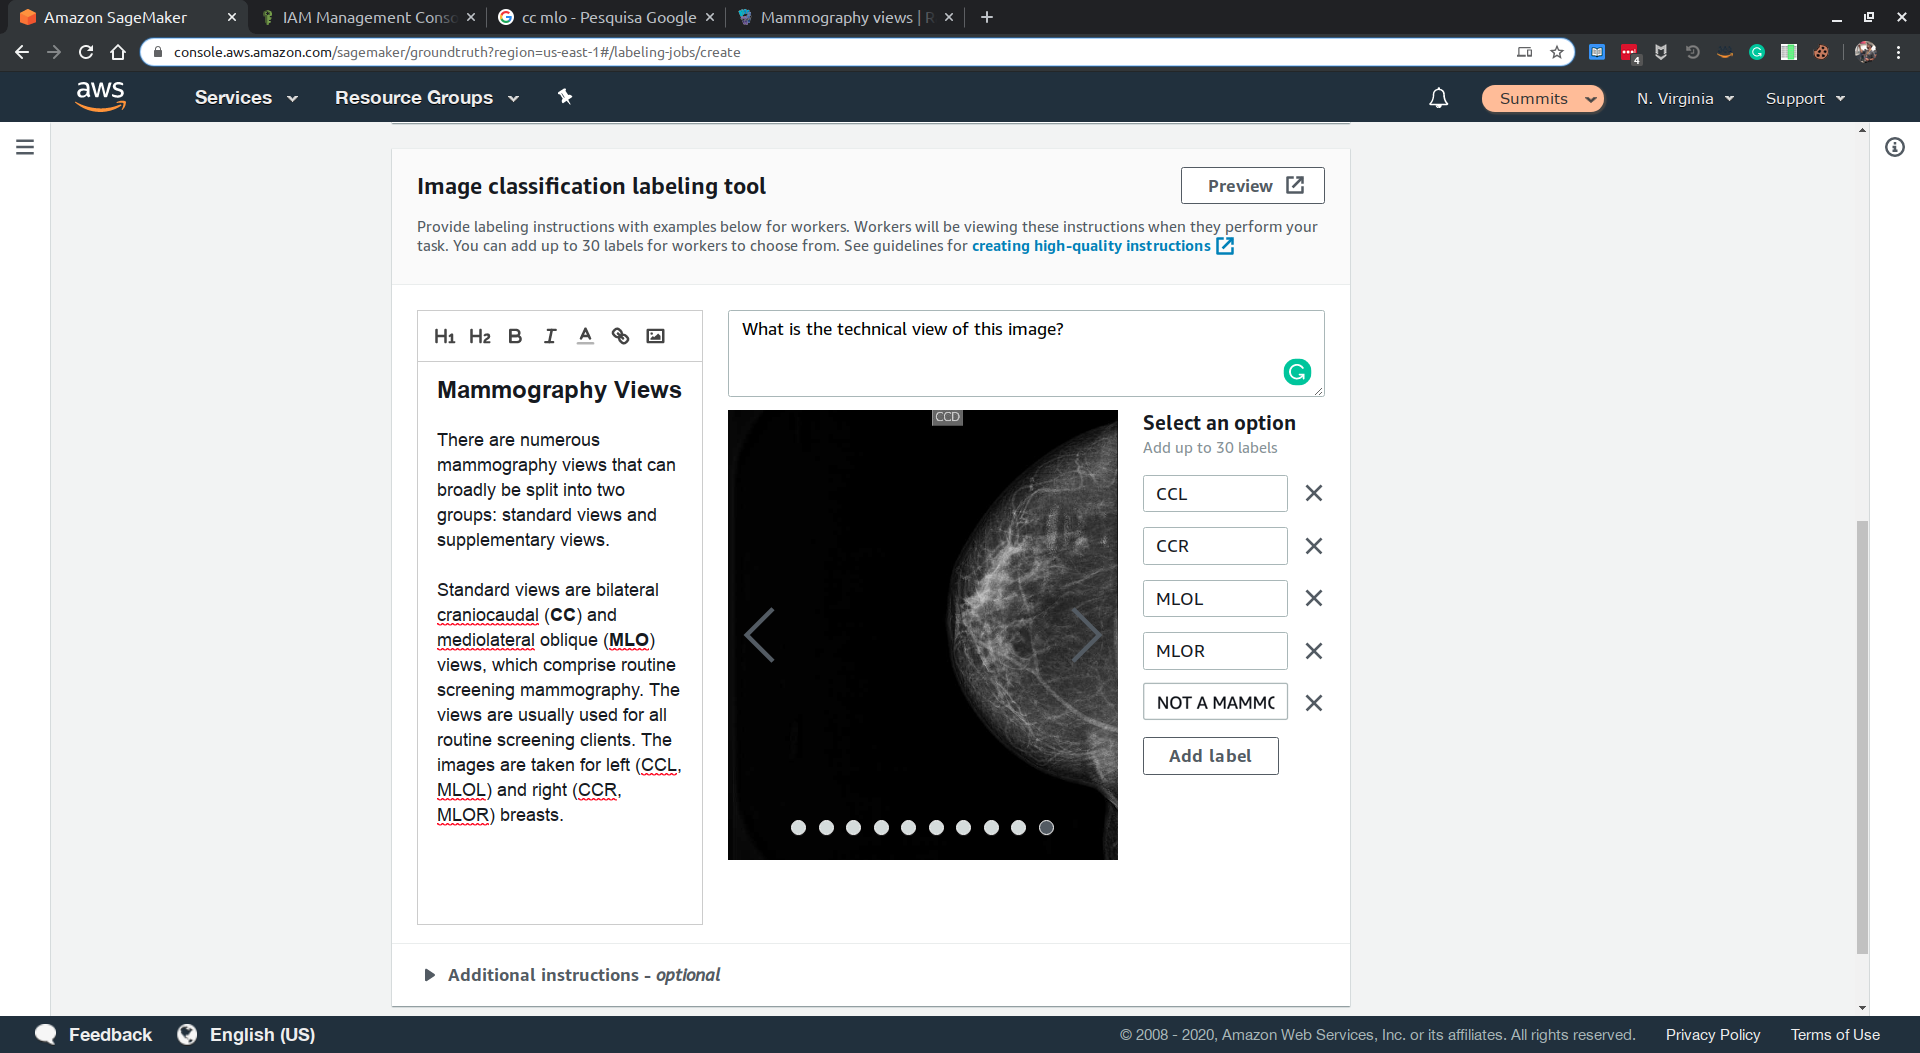 Amazon SageMaker
IAM Management Conso
cc mlo - Pesquisa Google
Mammography views | R
console.aws.amazon.com/sagemaker/groundtruth?region=us-east-1#/labeling-jobs/create
4
aws
Services
Resource Groups
Summits
N. Virginia
Support
Image classification labeling tool
Preview
Provide labeling instructions with examples below for workers. Workers will be viewing these instructions when they perform your
task. You can add up to 30 labels for workers to choose from. See guidelines for creating high-quality instructions
H1 H2 B I A
What is the technical view of this image?
Mammography Views
There are numerous
mammography views that can
broadly be split into two
groups: standard views and
supplementary views.
Standard views are bilateral
craniocaudal (CC) and
mediolateral oblique (MLO)
views, which comprise routine
screening mammography. The
views are usually used for all
routine screening clients. The
images are taken for left (CCL,
MLOL) and right (CCR,
MLOR) breasts.
CCD
Select an option
Add up to 30 labels
CCL
CCR
MLOL
MLOR
NOT A MAMMO
Add label
Additional instructions - optional
Feedback
English (US)
© 2008 - 2020, Amazon Web Services, Inc. or its affiliates. All rights reserved.
Privacy Policy
Terms of Use